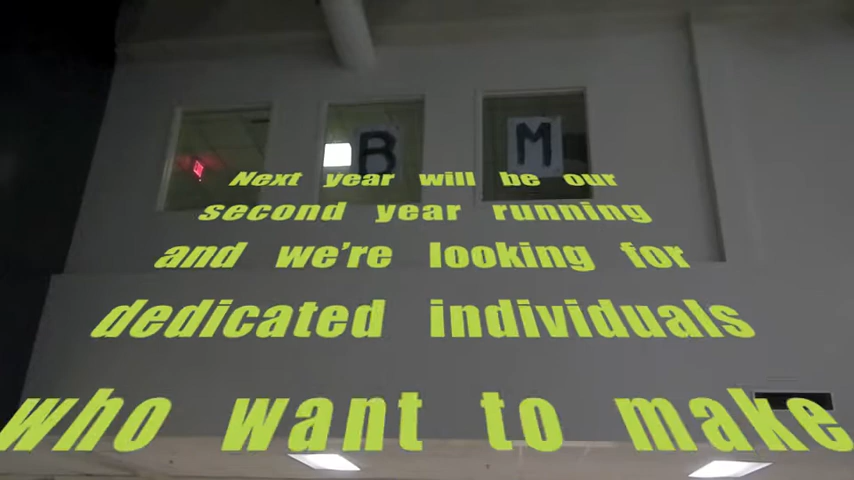 B M
Next year will be our
second year running
and we're looking for
dedicated individuals
who want to make